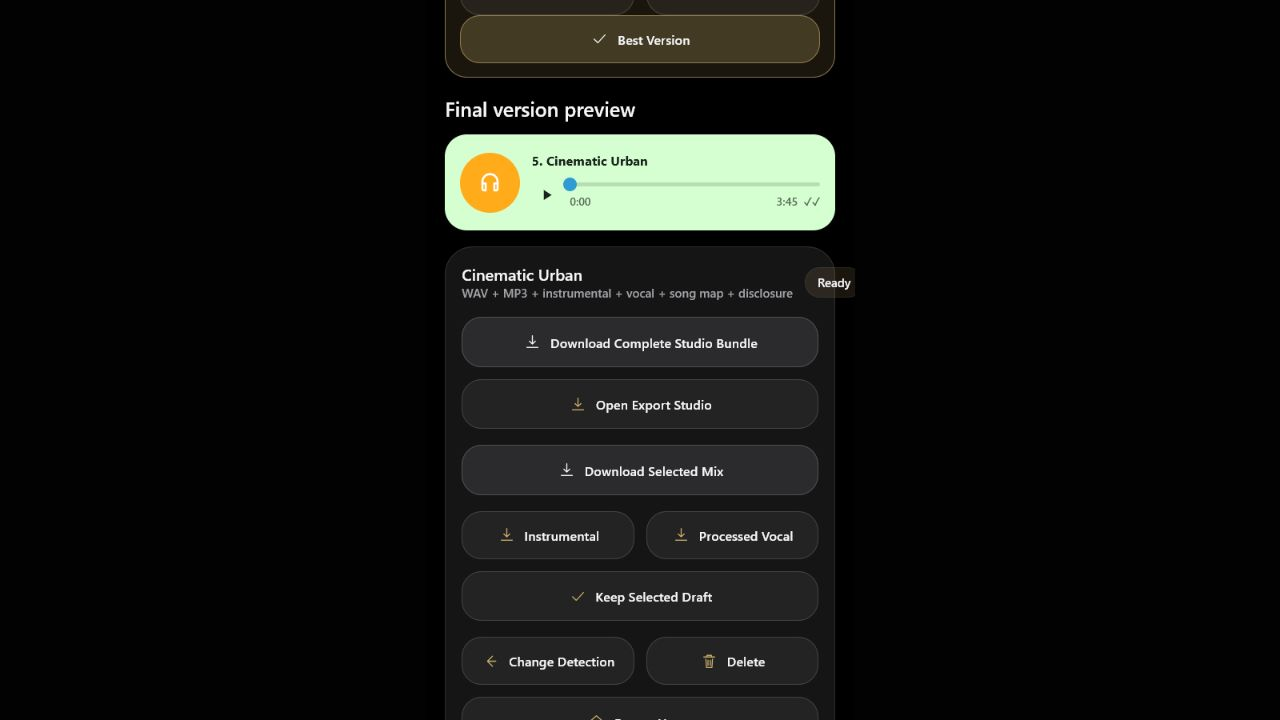 Best Version
Final version preview
5. Cinematic Urban
0:00
3:45
Cinematic Urban
WAV + MP3 + instrumental + vocal + song map + disclosure
Ready
Download Complete Studio Bundle
Open Export Studio
Download Selected Mix
Instrumental
Processed Vocal
Keep Selected Draft
Change Detection
Delete